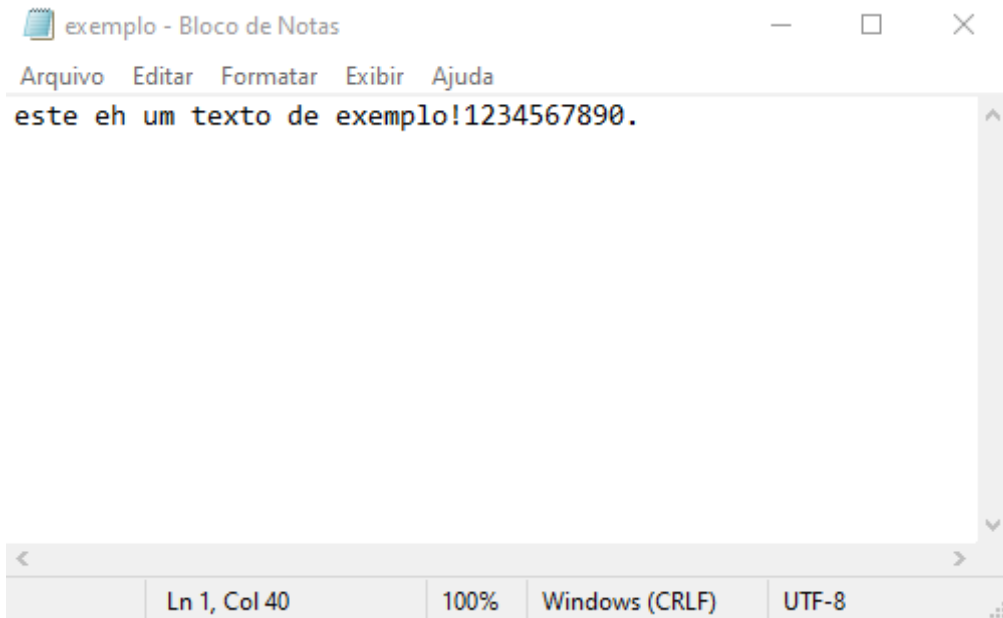 exemplo - Bloco de Notas
Arquivo Editar Formatar Exibir Ajuda
este eh um texto de exemplo!1234567890.
Ln 1, Col 40 100% Windows (CRLF) UTF-8